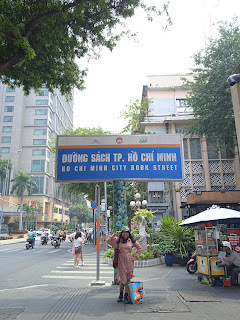 ĐƯỜNG SÁCH TP. HỒ CHÍ MINH
HO CHI MINH CITY BOOK STREET